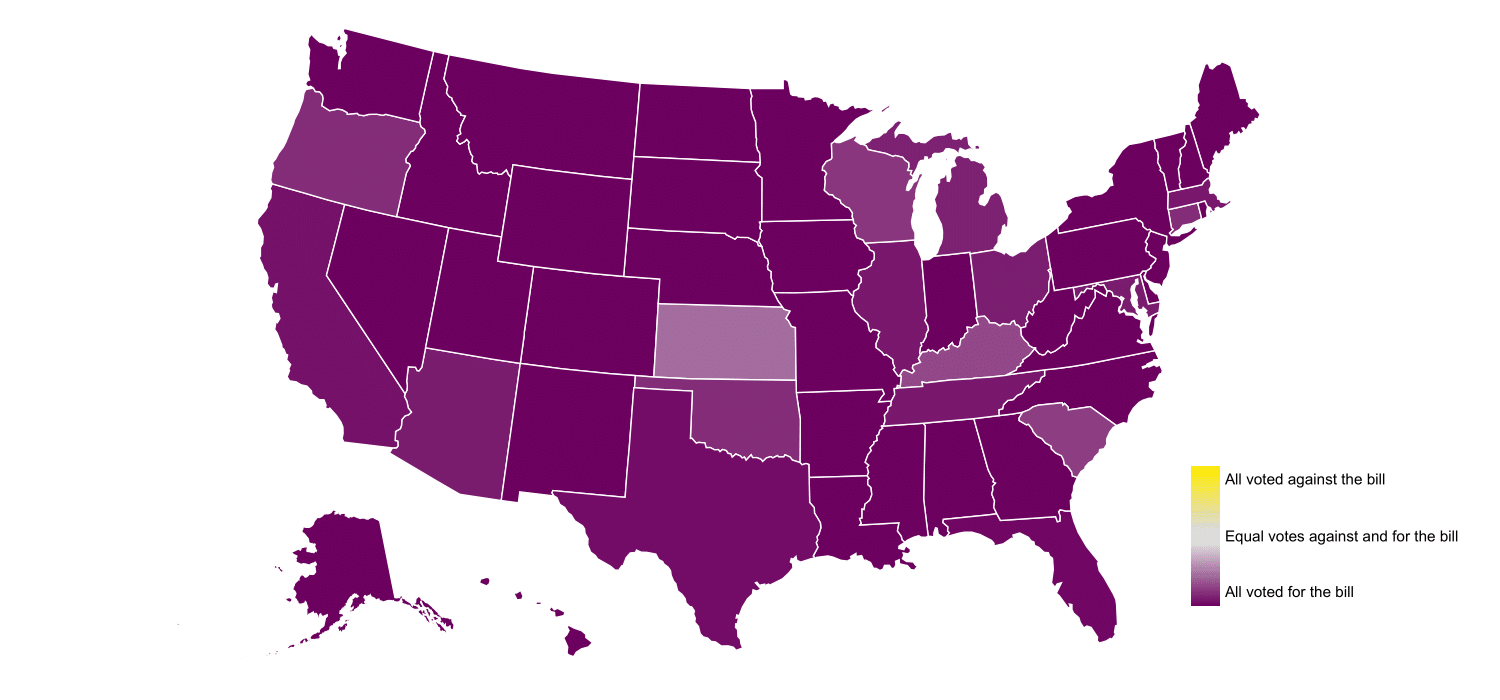 All voted against the bill
Equal votes against and for the bill
All voted for the bill